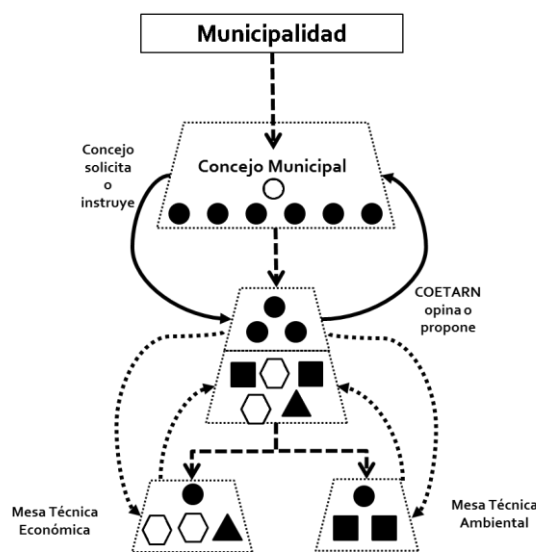 Municipalidad
Concejo
solicita
o
instruye
Concejo Municipal
COETARN
opina o
propone
Mesa Técnica
Económica
Mesa Técnica
Ambiental